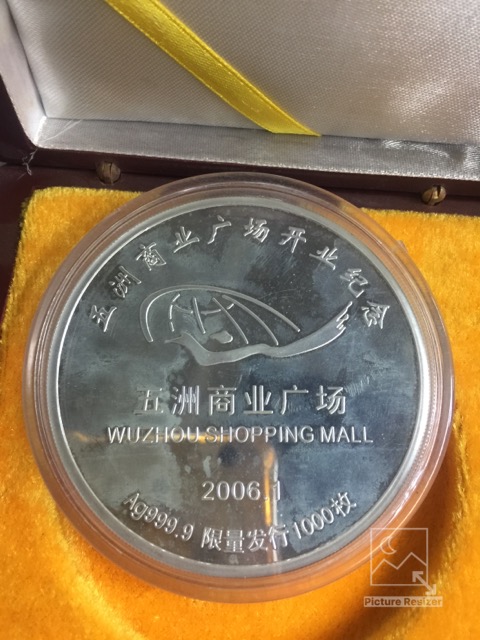 五洲商业广场开业纪念
五洲商业广场
WUZHOU SHOPPING MALL
2006.1
Ag999.9 限量发行1000枚
Picture Resizer